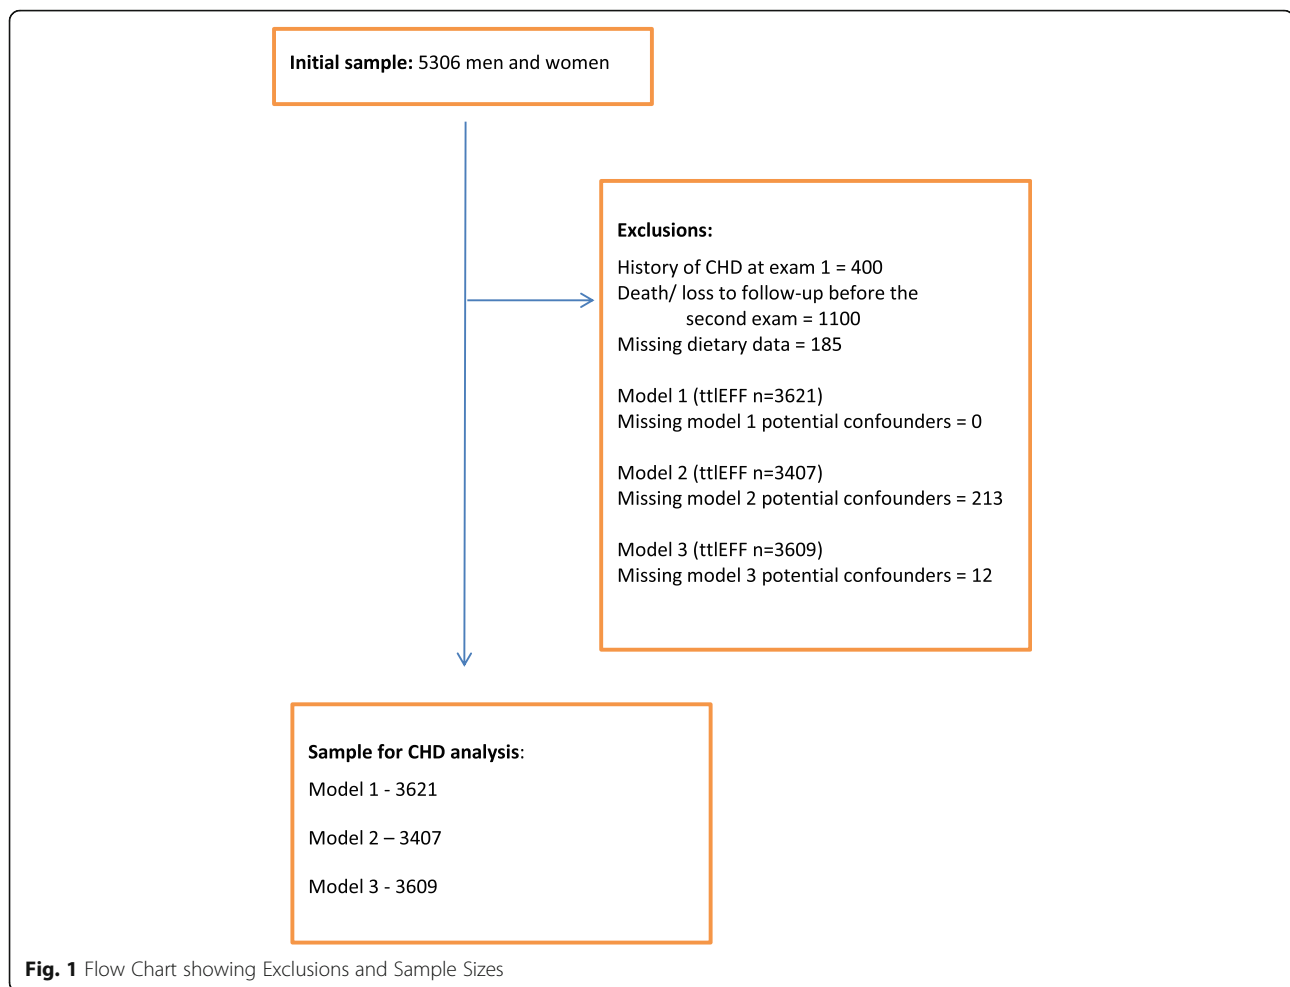 Initial sample: 5306 men and women
Exclusions:
History of CHD at exam 1 = 400
Death/ loss to follow-up before the
second exam = 1100
Missing dietary data = 185
Model 1 (ttlEFF n=3621)
Missing model 1 potential confounders = 0
Model 2 (ttlEFF n=3407)
Missing model 2 potential confounders = 213
Model 3 (ttlEFF n=3609)
Missing model 3 potential confounders = 12
Sample for CHD analysis:
Model 1 - 3621
Model 2 – 3407
Model 3 - 3609
Fig. 1 Flow Chart showing Exclusions and Sample Sizes